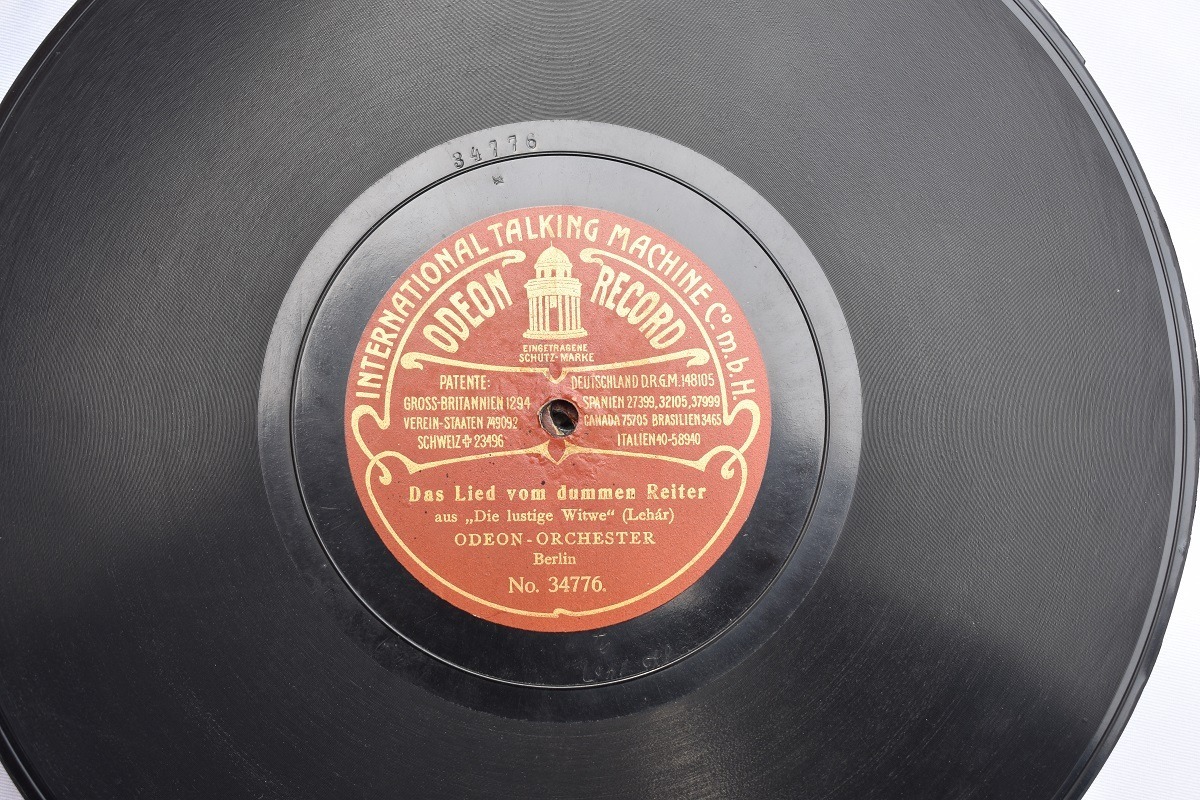 34776
INTERNATIONAL TALKING MACHINE Co. m. b. H.
ODEON RECORD
EINGETRAGENE
SCHUTZ-MARKE
PATENTE:
GROSS-BRITANNIEN 1294
VEREIN-STAATEN 749092
SCHWEIZ 23496
DEUTSCHLAND D.R.G.M. 148105
SPANIEN 27399, 32105, 37999
CANADA 75705 BRASILIEN 3465
ITALIEN 40-58940
Das Lied vom dummen Reiter
aus „Die lustige Witwe“ (Lehár)
ODEON-ORCHESTER
Berlin
No. 34776.